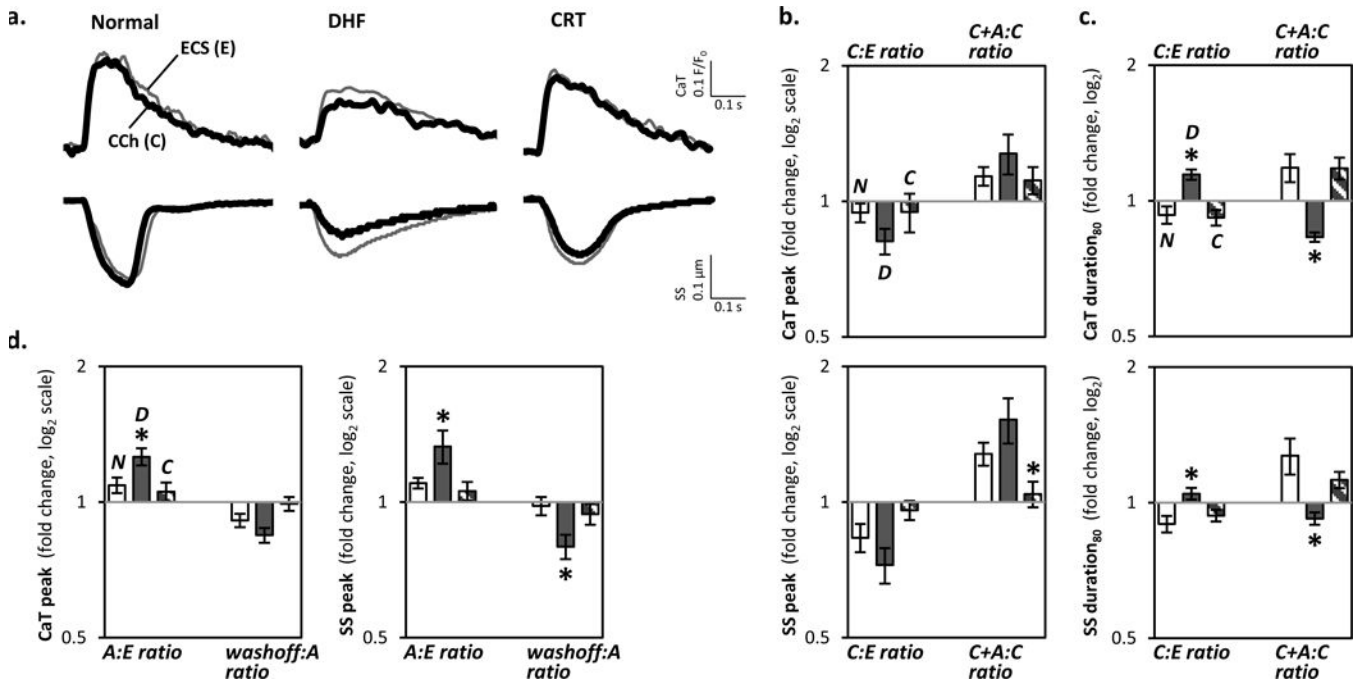 a.
Normal
DHF
CRT
ECS (E)
CCh (C)
CaT
0.1 F/F₀
0.1 s
SS
0.1 µm
0.1 s
b.
C:E ratio
C+A:C
ratio
CaT peak (fold change, log₂ scale)
2
1
0.5
N
D
C
SS peak (fold change, log₂ scale)
2
1
0.5
*
C:E ratio
C+A:C
ratio
c.
C:E ratio
C+A:C
ratio
CaT duration₈₀ (fold change, log₂)
2
1
0.5
D
*
N
C
*
SS duration₈₀ (fold change, log₂)
2
1
0.5
*
*
C:E ratio
C+A:C
ratio
d.
CaT peak (fold change, log₂ scale)
2
1
0.5
D
*
N
C
A:E ratio
washoff:A
ratio
SS peak (fold change, log₂ scale)
2
1
0.5
*
*
A:E ratio
washoff:A
ratio